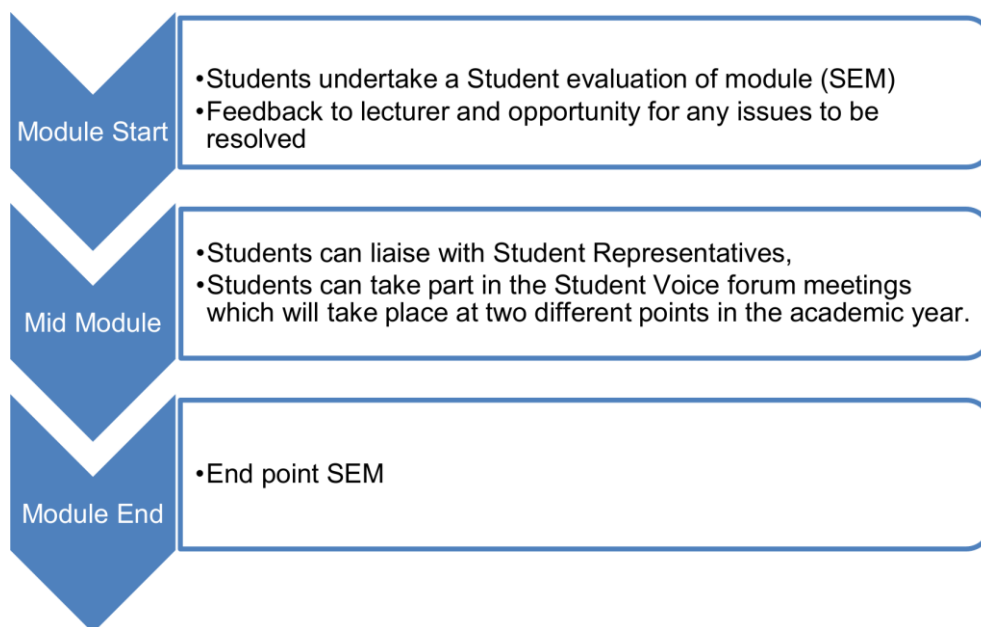 Module Start
•Students undertake a Student evaluation of module (SEM)
•Feedback to lecturer and opportunity for any issues to be
resolved
Mid Module
•Students can liaise with Student Representatives,
•Students can take part in the Student Voice forum meetings
which will take place at two different points in the academic year.
Module End
•End point SEM